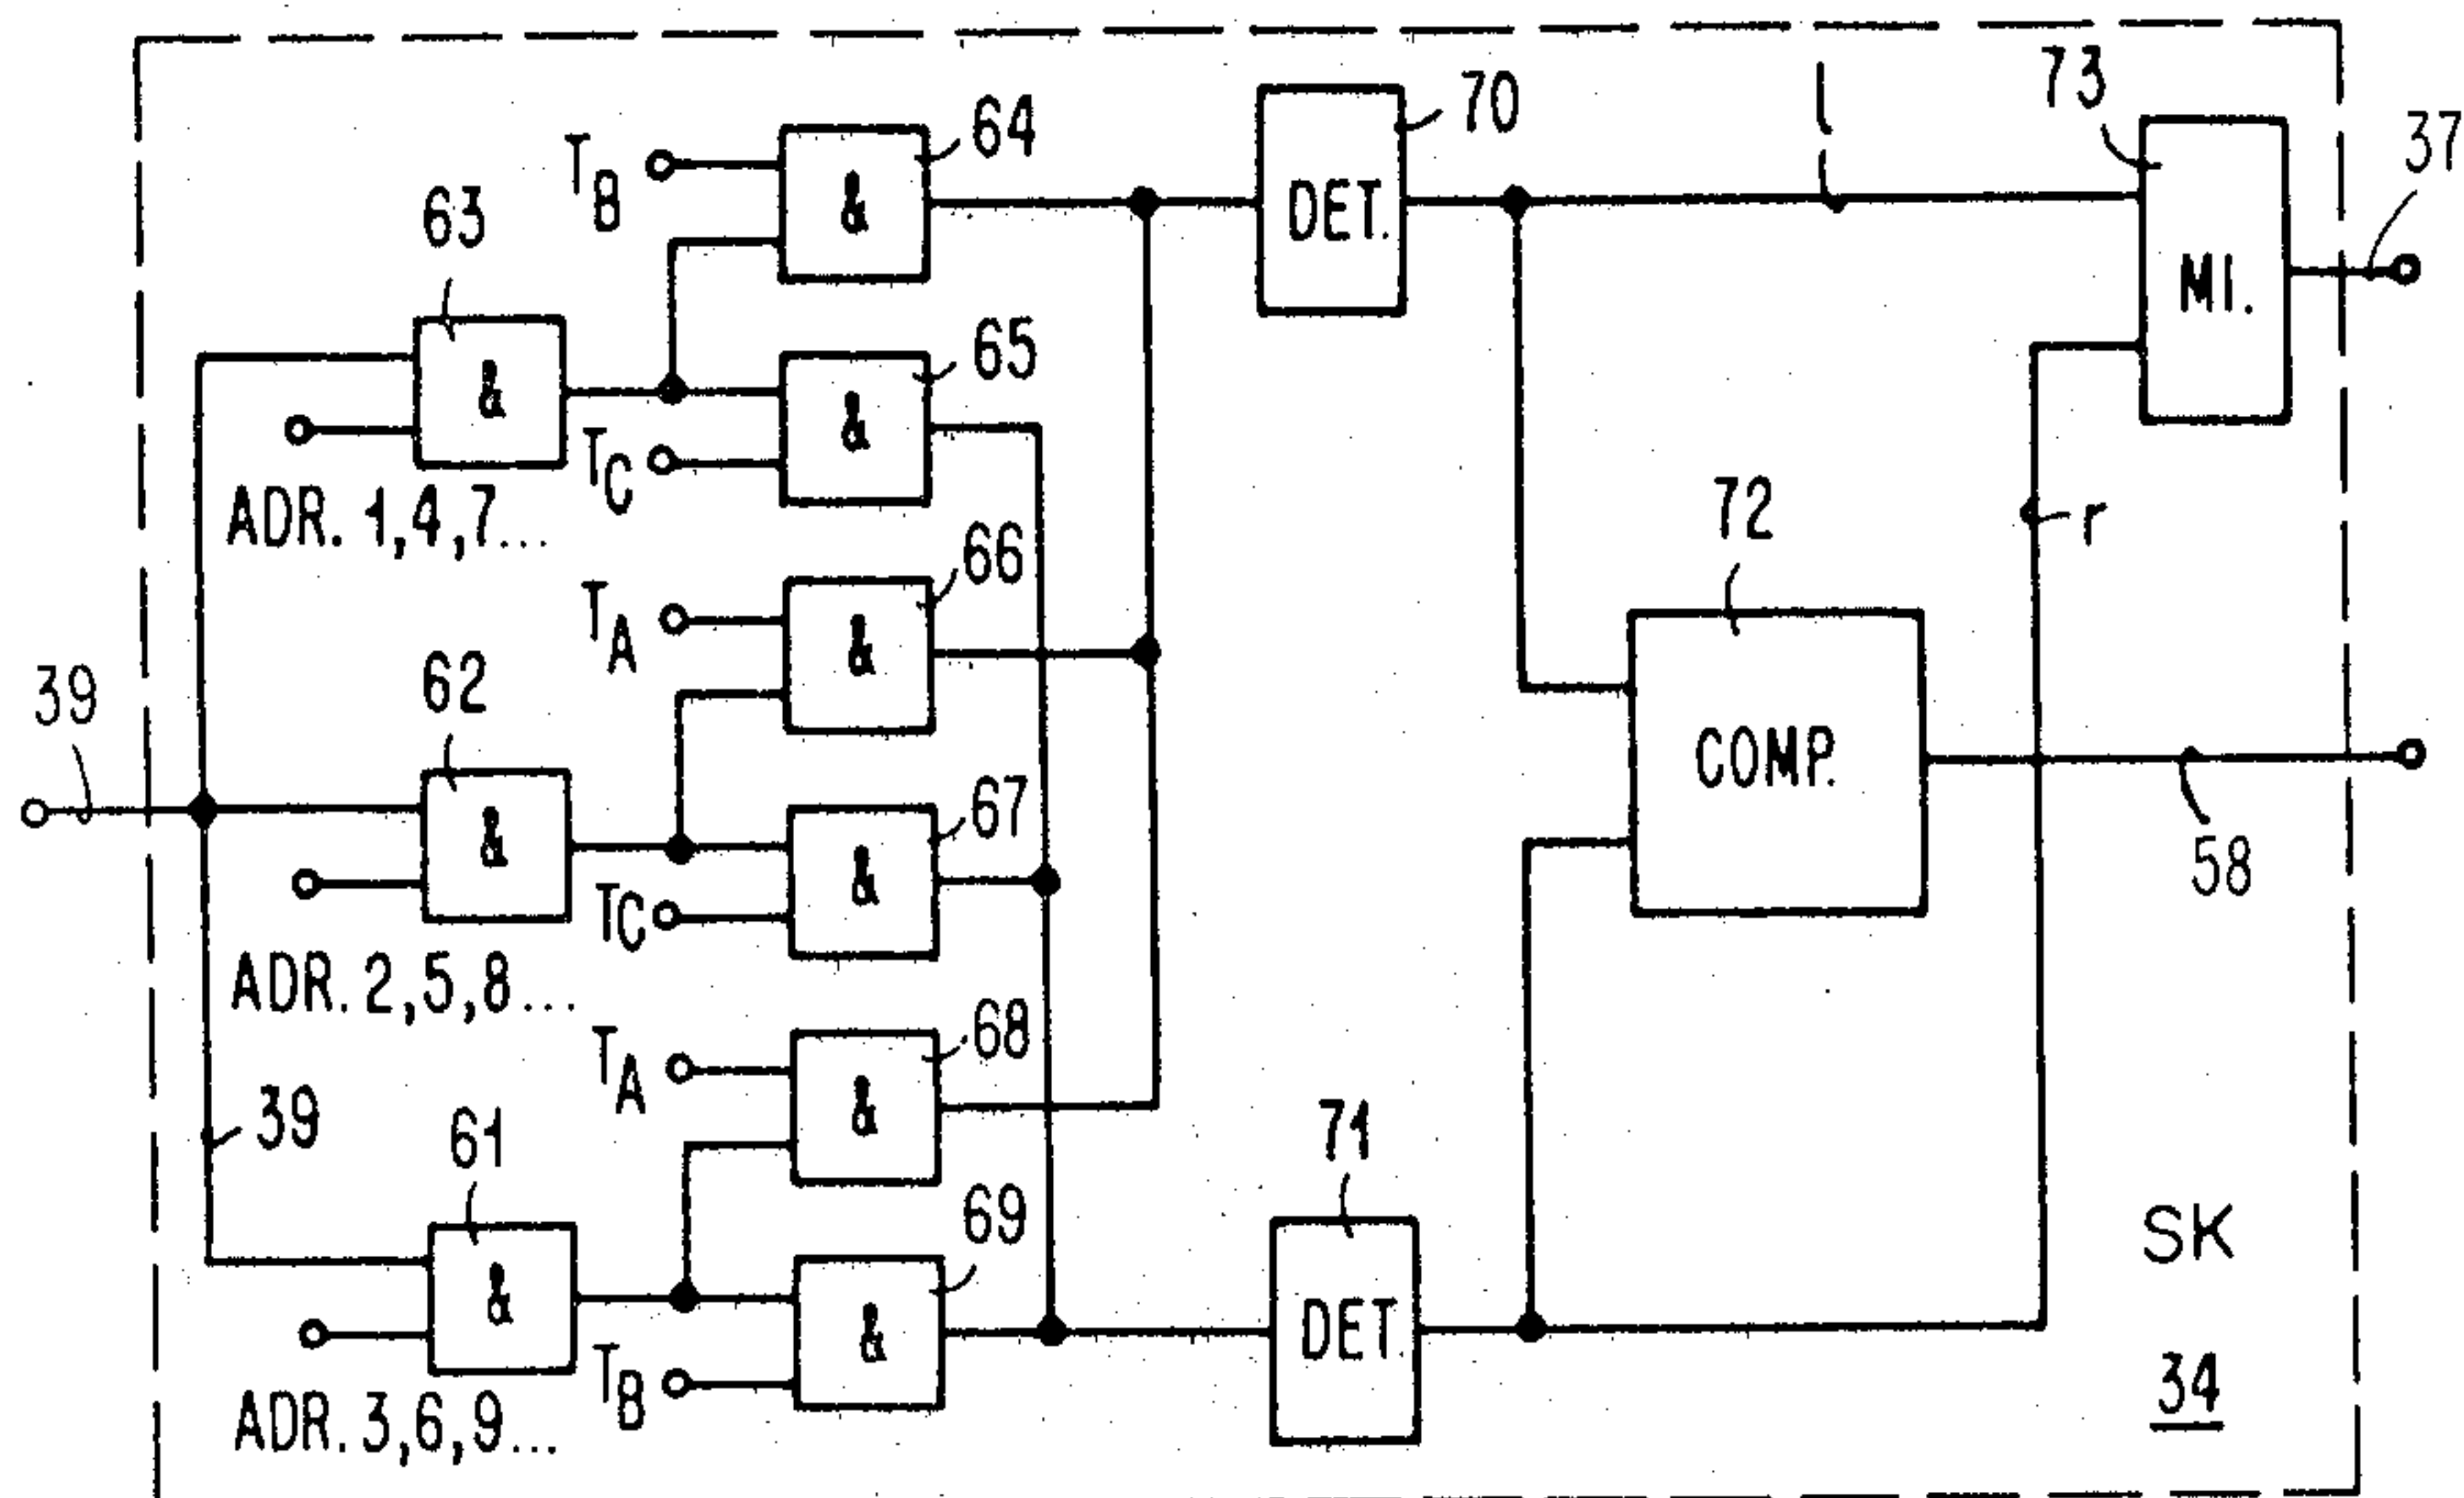 l
73
37
70
64
T_B
&
DET.
MI.
63
65
&
&
T_C
r
72
ADR. 1,4,7...
66
T_A
&
39
62
COMP.
67
&
&
58
T_C
ADR. 2,5,8...
68
T_A
&
39
61
71
69
SK
&
&
DET.
T_B
34
ADR. 3,6,9...